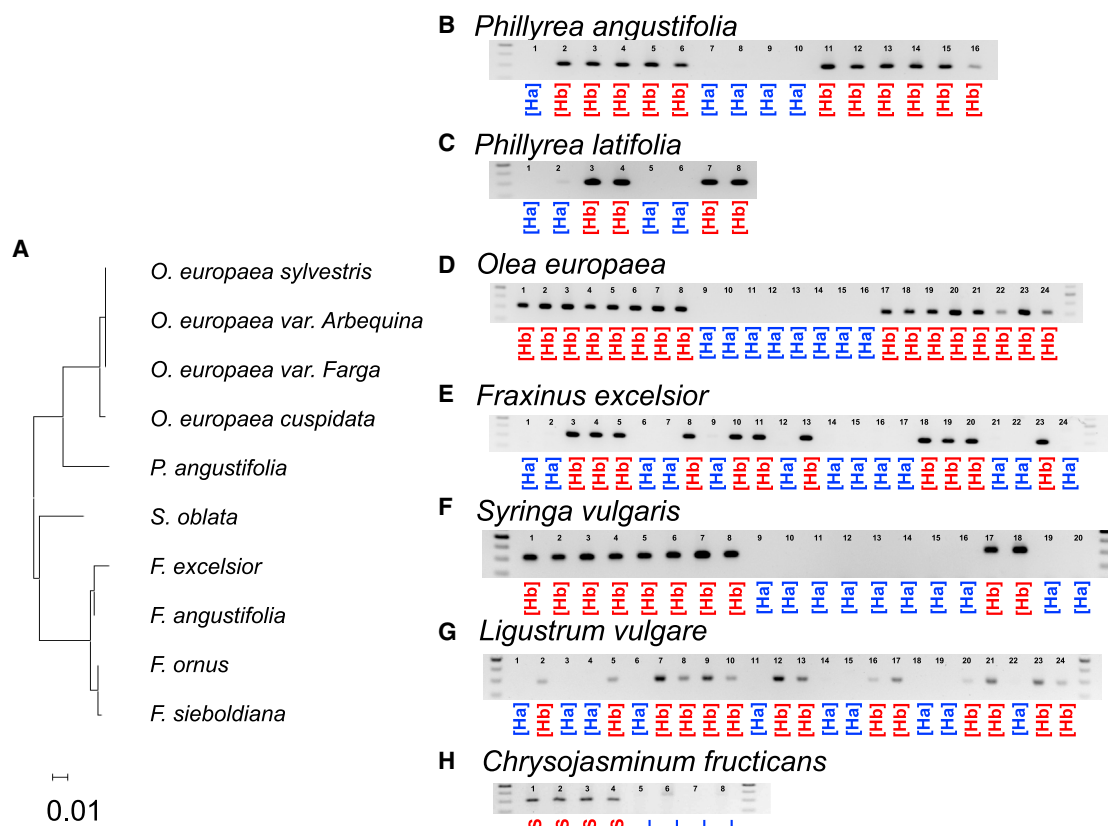 A
O. europaea sylvestris
O. europaea var. Arbequina
O. europaea var. Farga
O. europaea cuspidata
P. angustifolia
S. oblata
F. excelsior
F. angustifolia
F. ornus
F. sieboldiana
0.01
B Phillyrea angustifolia
1 2 3 4 5 6 7 8 9 10 11 12 13 14 15 16
[Ha] [Hb] [Hb] [Hb] [Hb] [Hb] [Ha] [Ha] [Ha] [Ha] [Hb] [Hb] [Hb] [Hb] [Hb] [Hb]
C Phillyrea latifolia
1 2 3 4 5 6 7 8
[Ha] [Ha] [Hb] [Hb] [Ha] [Ha] [Hb] [Hb]
D Olea europaea
1 2 3 4 5 6 7 8 9 10 11 12 13 14 15 16 17 18 19 20 21 22 23 24
[Hb] [Hb] [Hb] [Hb] [Hb] [Hb] [Hb] [Hb] [Ha] [Ha] [Ha] [Ha] [Ha] [Ha] [Ha] [Ha] [Hb] [Hb] [Hb] [Hb] [Hb] [Hb] [Hb] [Hb]
E Fraxinus excelsior
1 2 3 4 5 6 7 8 9 10 11 12 13 14 15 16 17 18 19 20 21 22 23 24
[Ha] [Ha] [Hb] [Hb] [Hb] [Ha] [Ha] [Hb] [Ha] [Hb] [Hb] [Ha] [Hb] [Ha] [Ha] [Ha] [Ha] [Hb] [Hb] [Hb] [Ha] [Ha] [Hb] [Ha]
F Syringa vulgaris
1 2 3 4 5 6 7 8 9 10 11 12 13 14 15 16 17 18 19 20
[Hb] [Hb] [Hb] [Hb] [Hb] [Hb] [Hb] [Hb] [Ha] [Ha] [Ha] [Ha] [Ha] [Ha] [Ha] [Ha] [Hb] [Hb] [Ha] [Ha]
G Ligustrum vulgare
1 2 3 4 5 6 7 8 9 10 11 12 13 14 15 16 17 18 19 20 21 22 23 24
[Ha] [Hb] [Ha] [Ha] [Hb] [Ha] [Hb] [Hb] [Hb] [Hb] [Ha] [Hb] [Hb] [Ha] [Ha] [Hb] [Hb] [Ha] [Ha] [Hb] [Hb] [Ha] [Hb] [Hb]
H Chrysojasminum fructicans
1 2 3 4 5 6 7 8